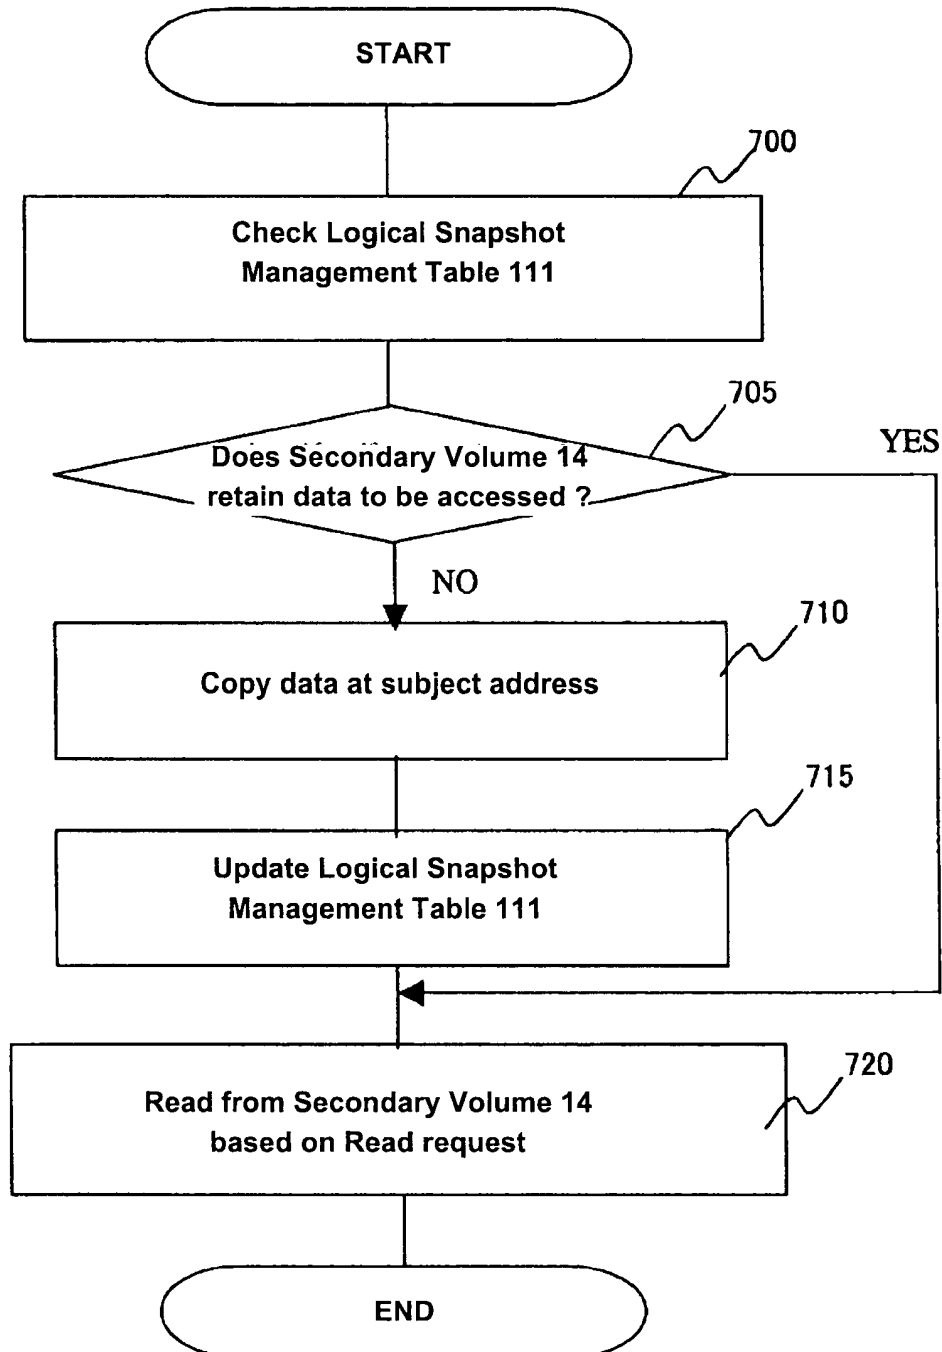 START
700
Check Logical Snapshot
Management Table 111
705
YES
Does Secondary Volume 14
retain data to be accessed ?
NO
710
Copy data at subject address
715
Update Logical Snapshot
Management Table 111
720
Read from Secondary Volume 14
based on Read request
END